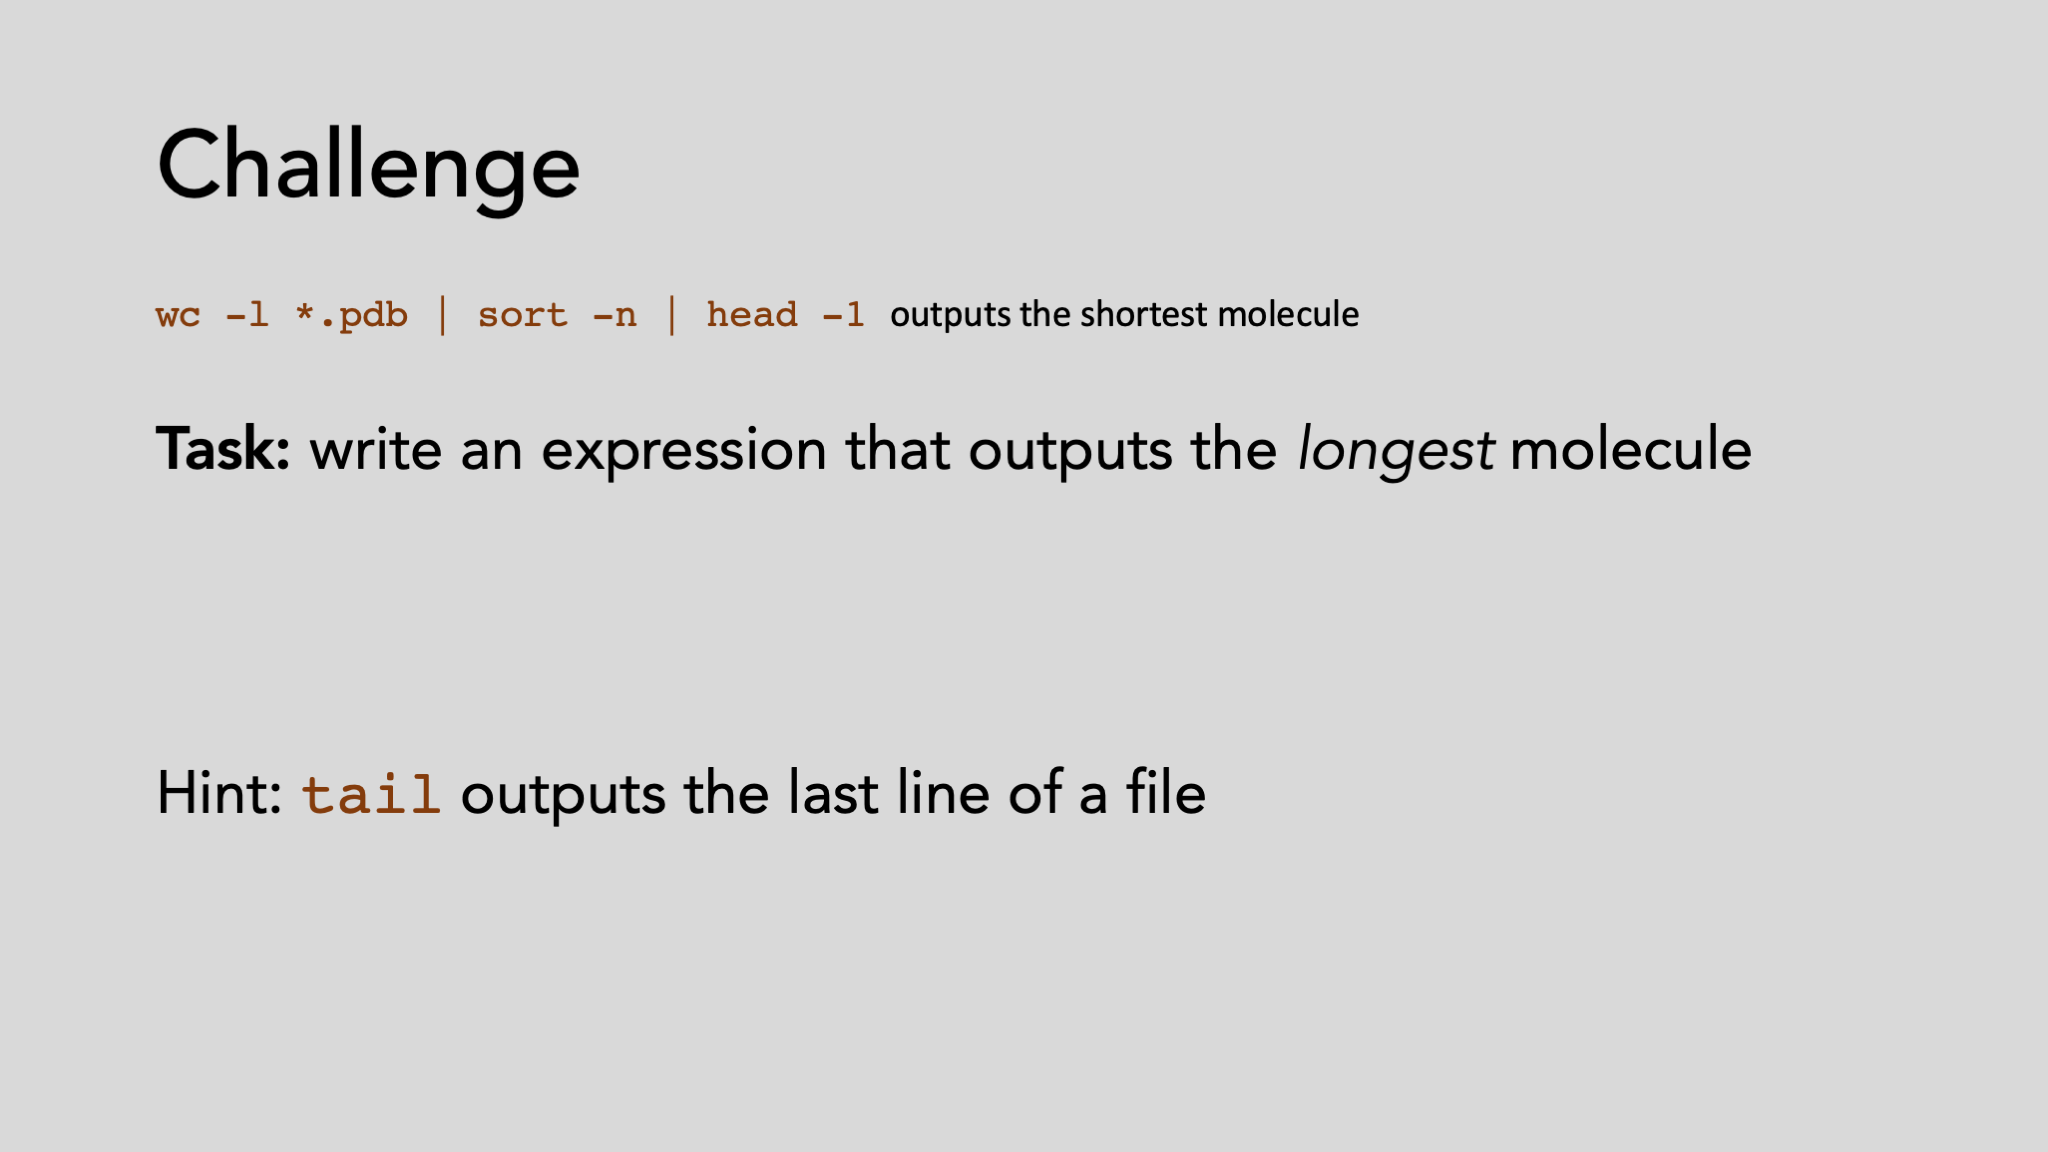 Challenge
wc -l *.pdb | sort -n | head -1 outputs the shortest molecule
Task: write an expression that outputs the longest molecule
Hint: tail outputs the last line of a file